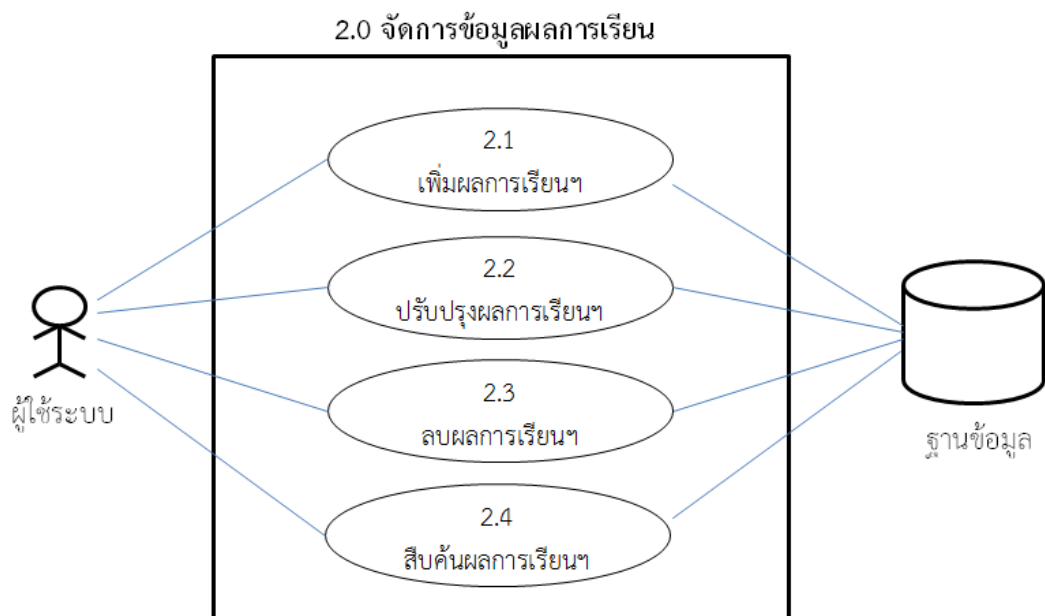 2.0 จัดการข้อมูลผลการเรียน
2.1
เพิ่มผลการเรียนฯ
2.2
ปรับปรุงผลการเรียนฯ
2.3
ลบผลการเรียนฯ
2.4
สืบค้นผลการเรียนฯ
ผู้ใช้ระบบ
ฐานข้อมูล